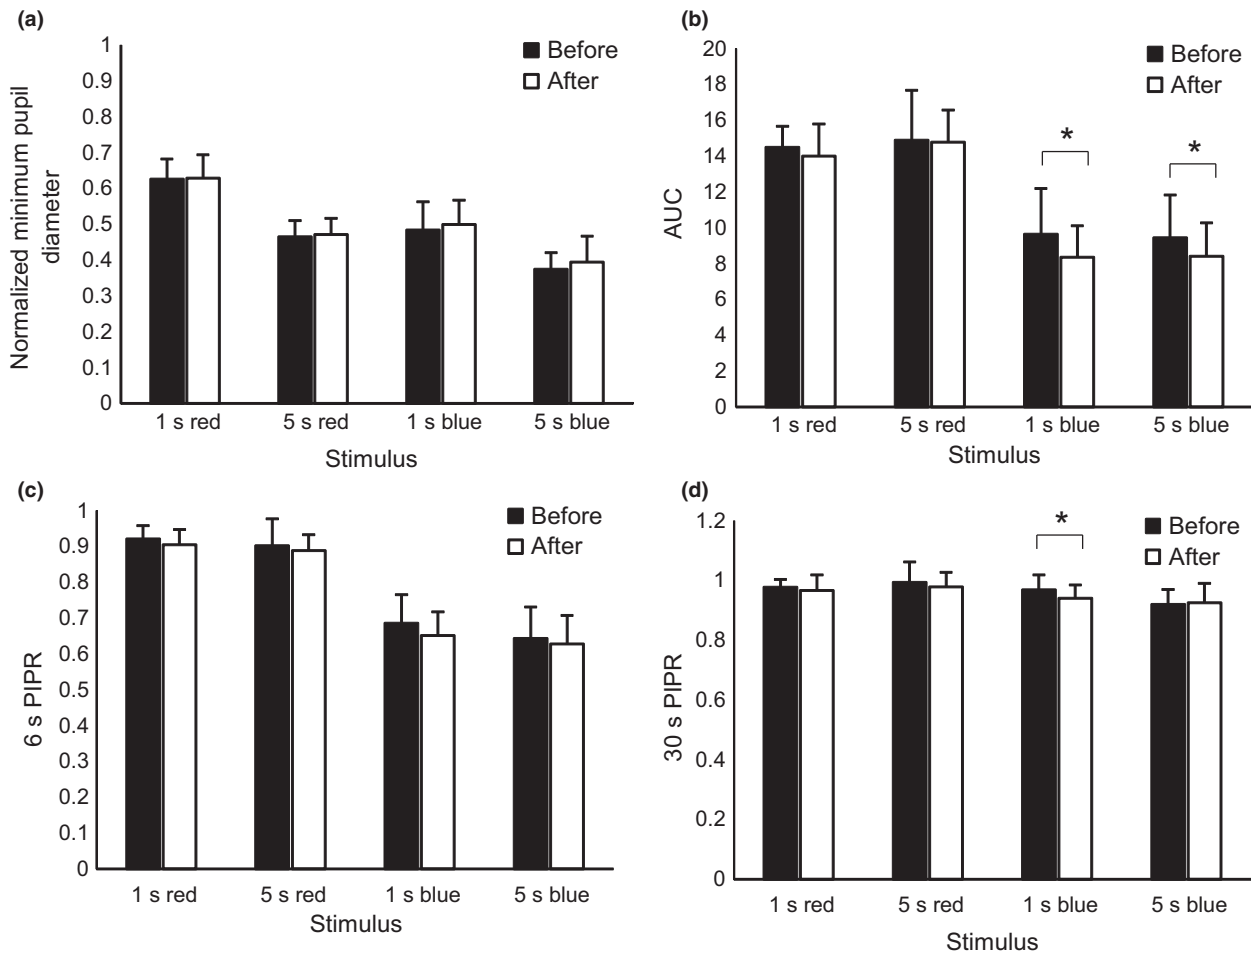 (a)
Before
After
Normalized minimum pupil
diameter
1
0.9
0.8
0.7
0.6
0.5
0.4
0.3
0.2
0.1
0
1 s red 5 s red 1 s blue 5 s blue
Stimulus
(b)
Before
After
AUC
20
18
16
14
12
10
8
6
4
2
0
*
*
1 s red 5 s red 1 s blue 5 s blue
Stimulus
(c)
Before
After
6 s PIPR
1
0.9
0.8
0.7
0.6
0.5
0.4
0.3
0.2
0.1
0
1 s red 5 s red 1 s blue 5 s blue
Stimulus
(d)
Before
After
30 s PIPR
1.2
1
0.8
0.6
0.4
0.2
0
*
1 s red 5 s red 1 s blue 5 s blue
Stimulus